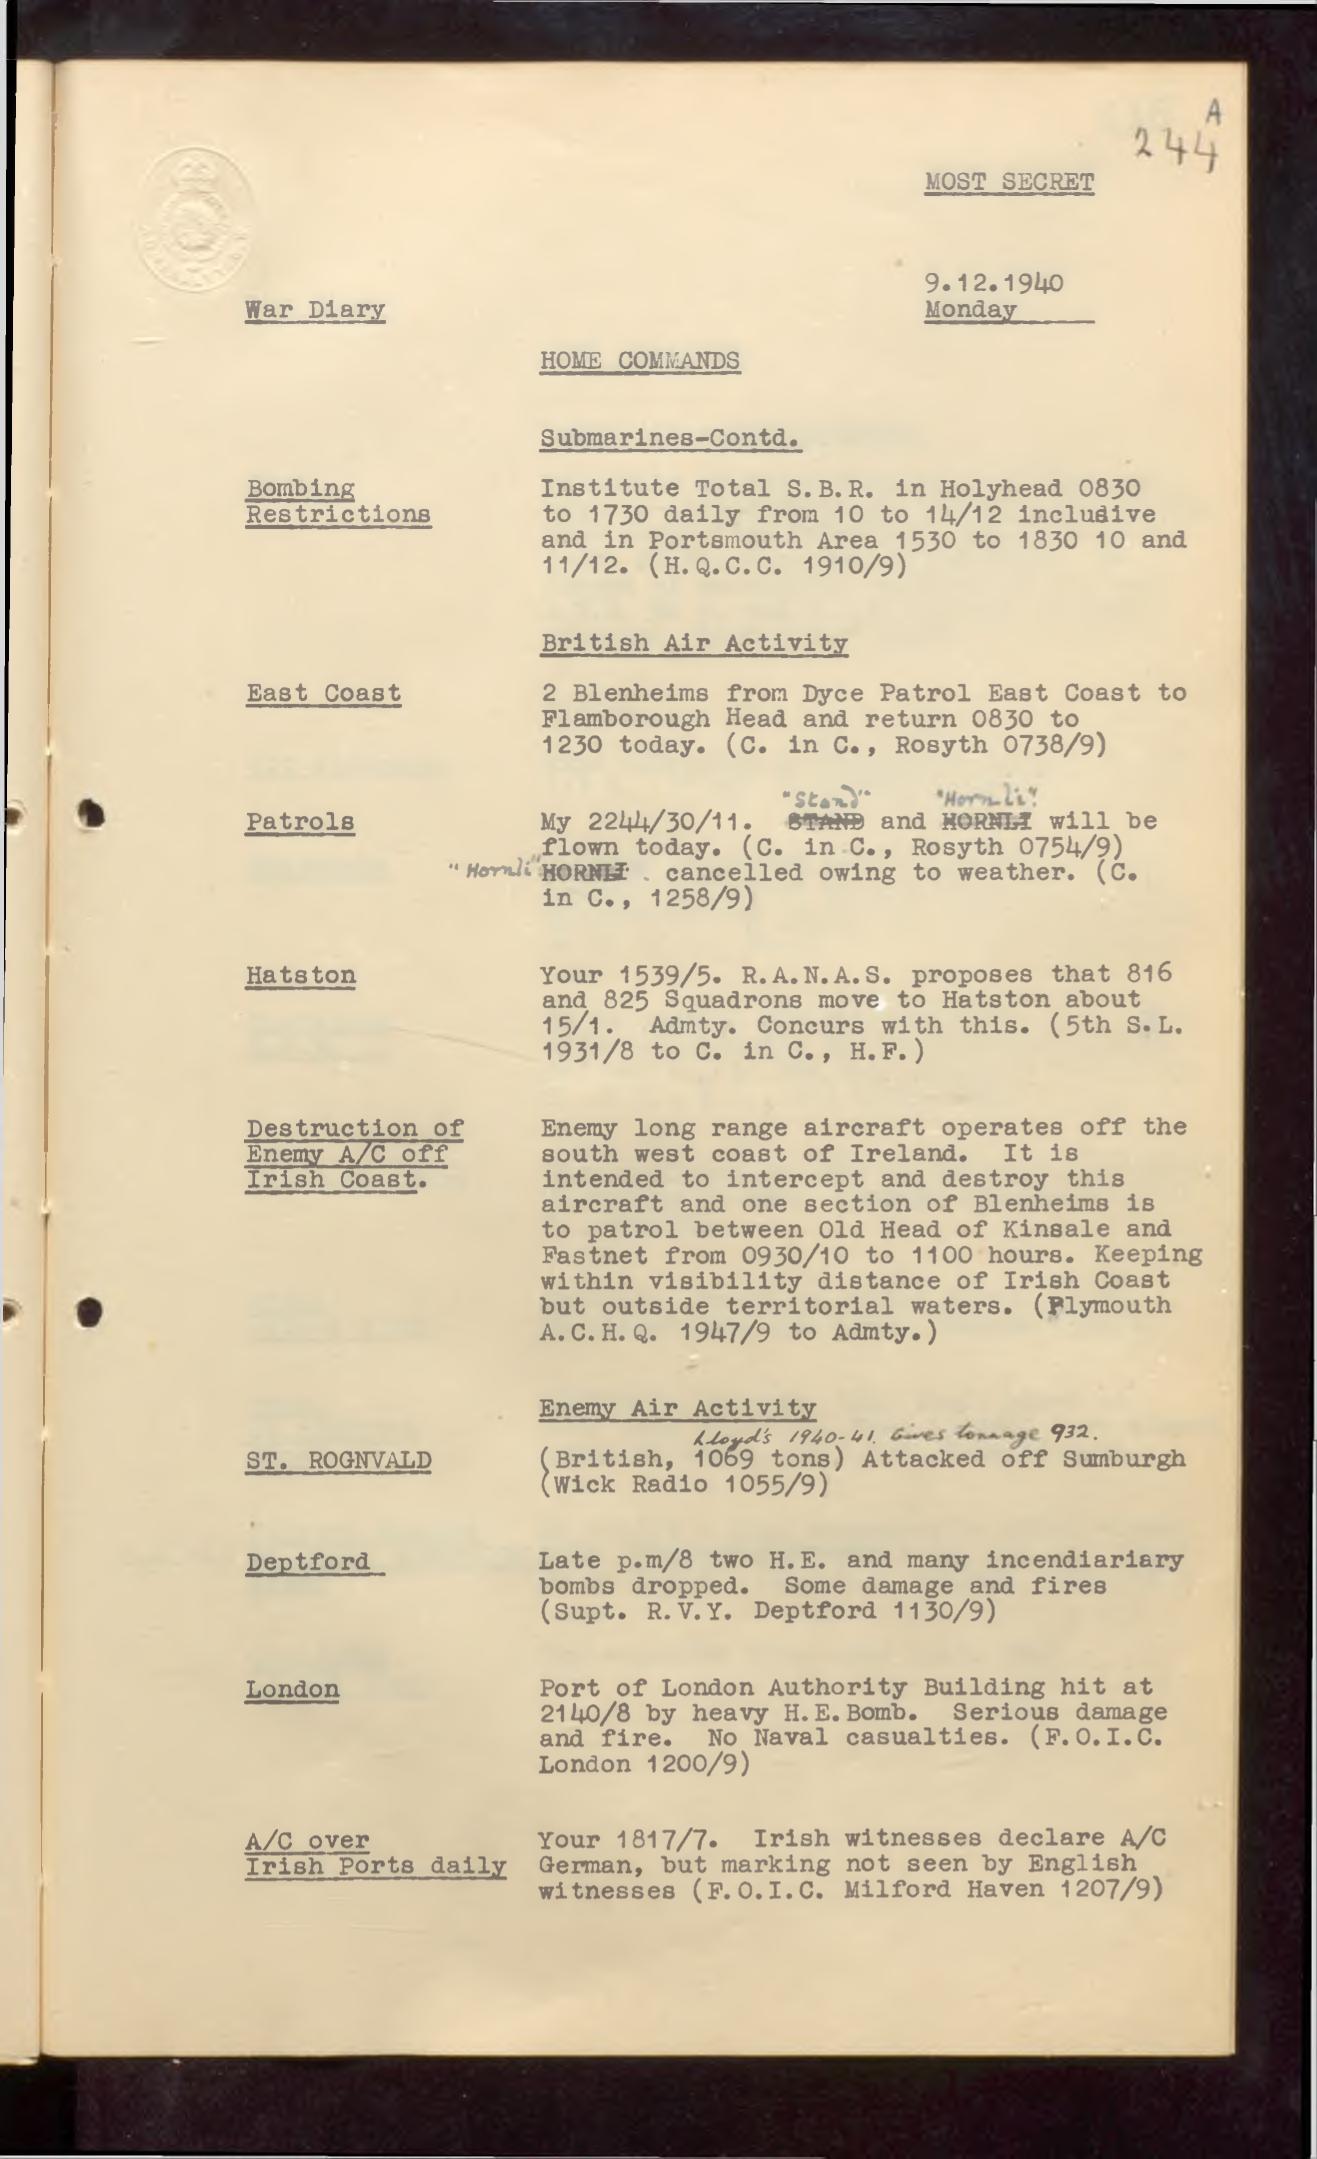 A
244
MOST SECRET
9.12.1940
War Diary
Monday
HOME COMMANDS
Submarines-Contd.
Bombing
Restrictions
Institute Total S.B.R. in Holyhead 0830
to 1730 daily from 10 to 14/12 inclusive
and in Portsmouth Area 1530 to 1830 10 and
11/12. (H.Q.C.C. 1910/9)
British Air Activity
East Coast
2 Blenheims from Dyce Patrol East Coast to
Flamborough Head and return 0830 to
1230 today. (C. in C., Rosyth 0738/9)
"Stand" "Hornli".
Patrols
My 2244/30/11. STAND and HORNLI will be
flown today. (C. in C., Rosyth 0754/9)
"Hornli" HORNLI . cancelled owing to weather. (C.
in C., 1258/9)
Hatston
Your 1539/5. R.A.N.A.S. proposes that 816
and 825 Squadrons move to Hatston about
15/1. Admty. Concurs with this. (5th S.L.
1931/8 to C. in C., H.F.)
Destruction of
Enemy A/C off
Irish Coast.
Enemy long range aircraft operates off the
south west coast of Ireland. It is
intended to intercept and destroy this
aircraft and one section of Blenheims is
to patrol between Old Head of Kinsale and
Fastnet from 0930/10 to 1100 hours. Keeping
within visibility distance of Irish Coast
but outside territorial waters. (Plymouth
A.C.H.Q. 1947/9 to Admty.)
Enemy Air Activity
Lloyd's 1940-41. Gives tonnage 932.
ST. ROGNVALD
(British, 1069 tons) Attacked off Sumburgh
(Wick Radio 1055/9)
Deptford
Late p.m/8 two H.E. and many incendiariary
bombs dropped. Some damage and fires
(Supt. R.V.Y. Deptford 1130/9)
London
Port of London Authority Building hit at
2140/8 by heavy H.E.Bomb. Serious damage
and fire. No Naval casualties. (F.O.I.C.
London 1200/9)
A/C over
Irish Ports daily
Your 1817/7. Irish witnesses declare A/C
German, but marking not seen by English
witnesses (F.O.I.C. Milford Haven 1207/9)